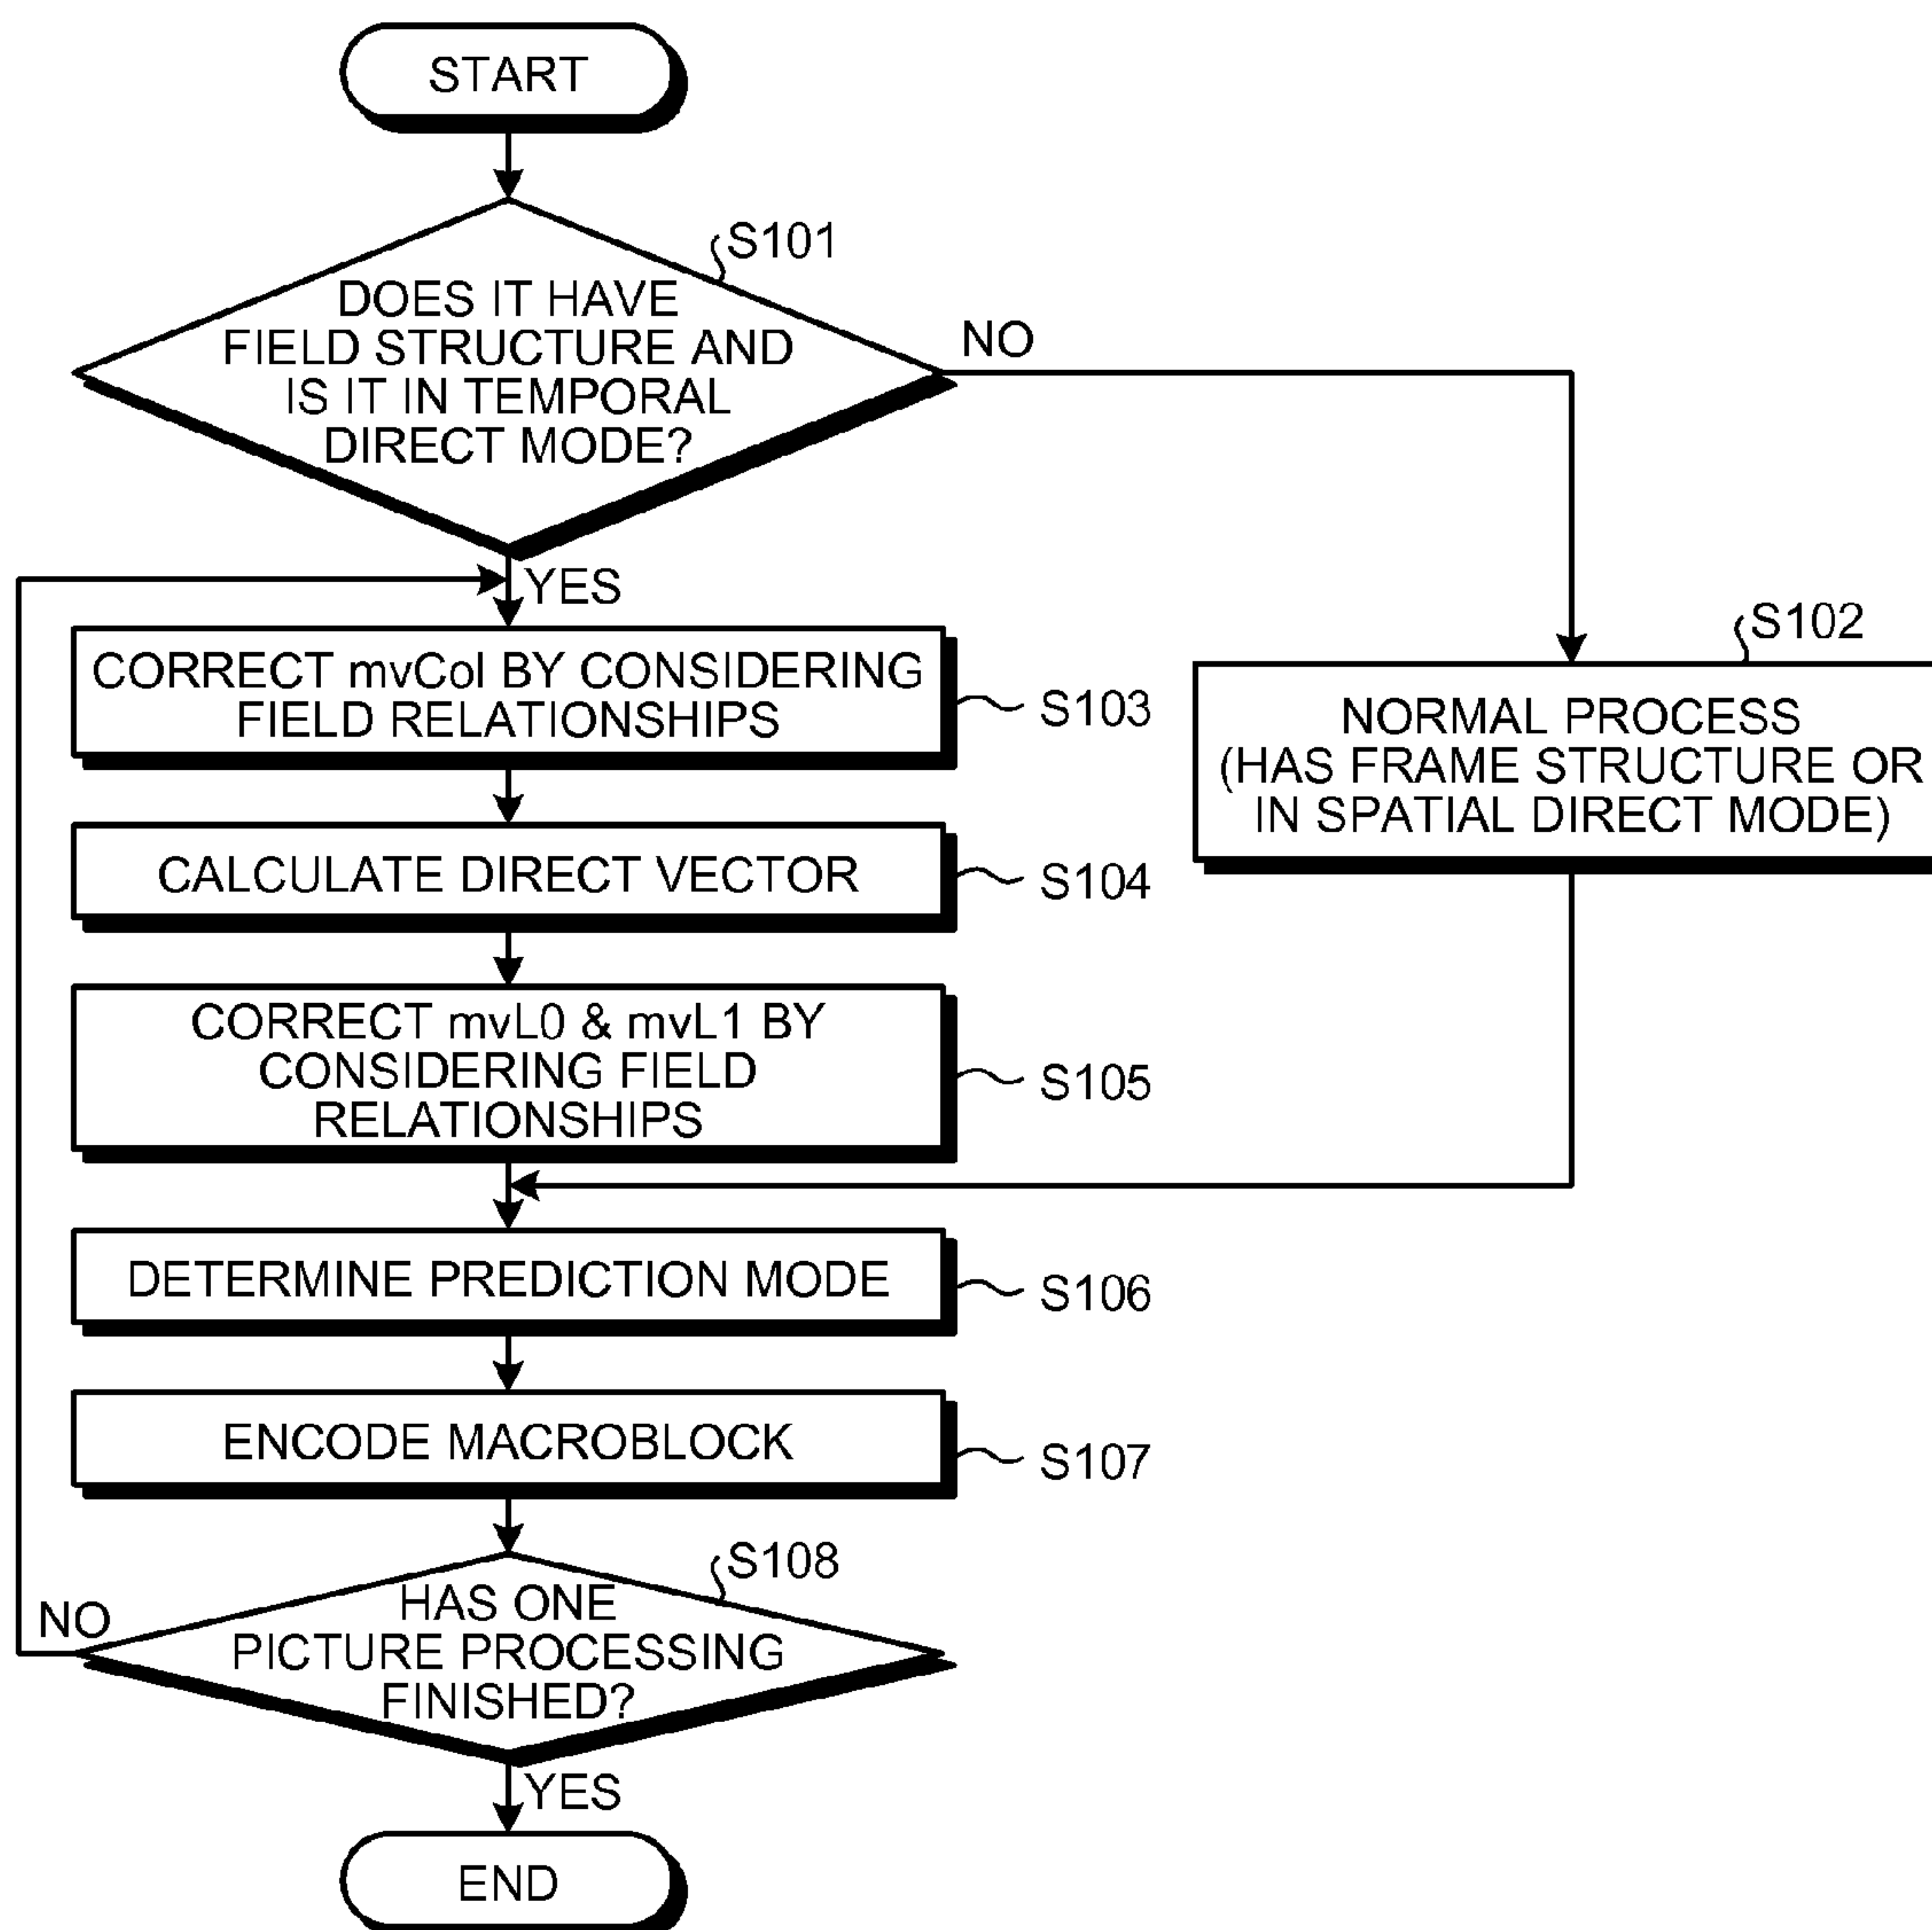 START
S101
DOES IT HAVE
FIELD STRUCTURE AND
IS IT IN TEMPORAL
DIRECT MODE?
NO
YES
S102
NORMAL PROCESS
(HAS FRAME STRUCTURE OR
IN SPATIAL DIRECT MODE)
CORRECT mvCol BY CONSIDERING
FIELD RELATIONSHIPS
S103
CALCULATE DIRECT VECTOR
S104
CORRECT mvL0 & mvL1 BY
CONSIDERING FIELD
RELATIONSHIPS
S105
DETERMINE PREDICTION MODE
S106
ENCODE MACROBLOCK
S107
S108
HAS ONE
PICTURE PROCESSING
FINISHED?
NO
YES
END